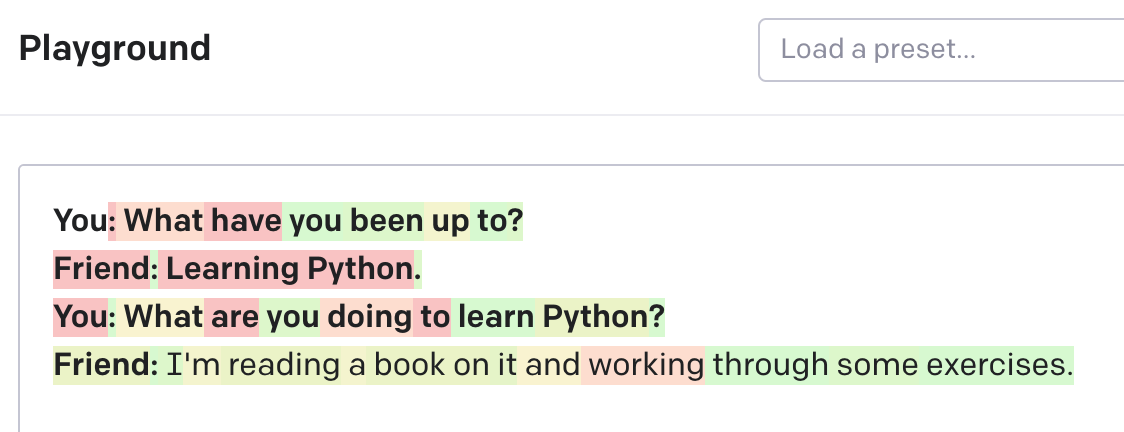 Playground
Load a preset...
You: What have you been up to?
Friend: Learning Python.
You: What are you doing to learn Python?
Friend: I'm reading a book on it and working through some exercises.